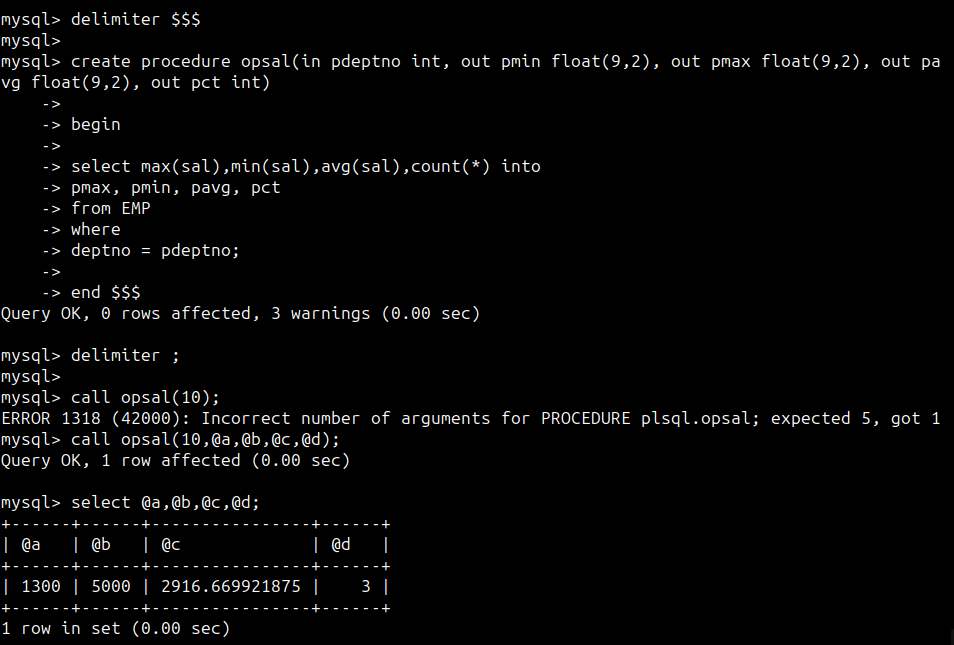 mysql> delimiter $$$
mysql>
mysql> create procedure opsal(in pdeptno int, out pmin float(9,2), out pmax float(9,2), out pa
vg float(9,2), out pct int)
    ->
    -> begin
    ->
    -> select max(sal),min(sal),avg(sal),count(*) into
    -> pmax, pmin, pavg, pct
    -> from EMP
    -> where
    -> deptno = pdeptno;
    ->
    -> end $$$
Query OK, 0 rows affected, 3 warnings (0.00 sec)

mysql> delimiter ;
mysql>
mysql> call opsal(10);
ERROR 1318 (42000): Incorrect number of arguments for PROCEDURE plsql.opsal; expected 5, got 1
mysql> call opsal(10,@a,@b,@c,@d);
Query OK, 1 row affected (0.00 sec)

mysql> select @a,@b,@c,@d;
+------+------+----------------+------+
| @a   | @b   | @c             | @d   |
+------+------+----------------+------+
| 1300 | 5000 | 2916.669921875 |    3 |
+------+------+----------------+------+
1 row in set (0.00 sec)